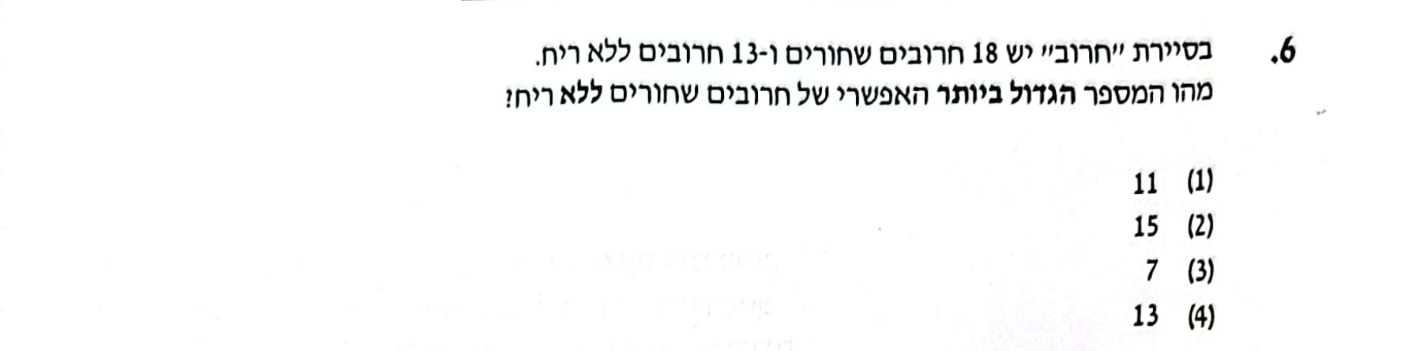 6. בסיירת "חרוב" יש 18 חרובים שחורים ו-13 חרובים ללא ריח.
מהו המספר הגדול ביותר האפשרי של חרובים שחורים ללא ריח?
(1) 11
(2) 15
(3) 7
(4) 13